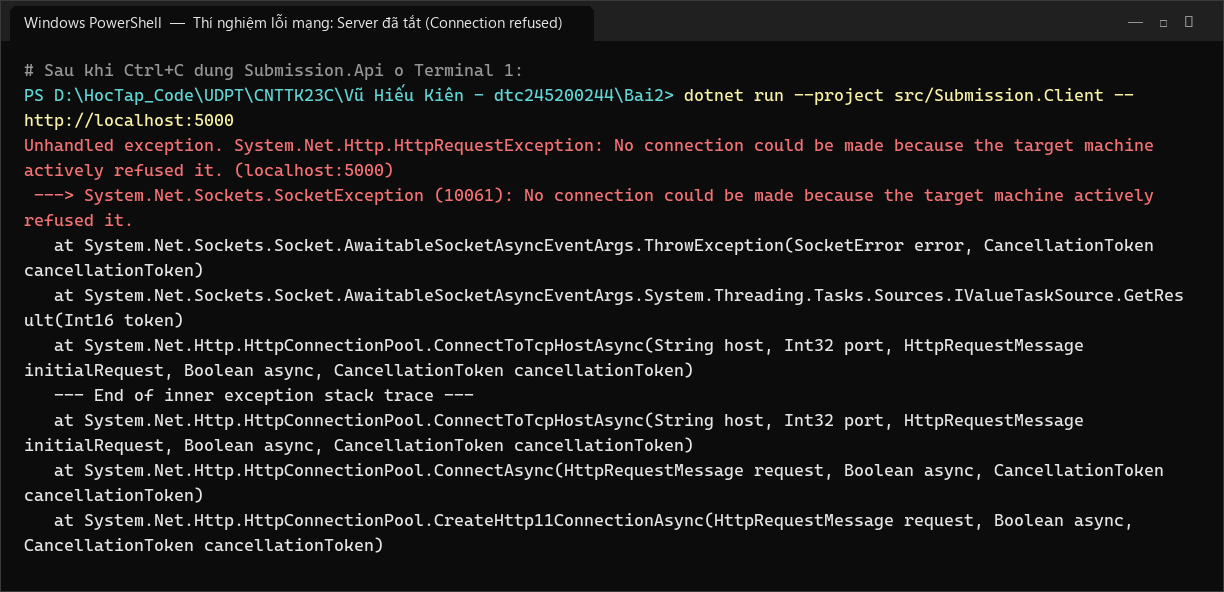 Windows PowerShell — Thí nghiệm lỗi mạng: Server đã tắt (Connection refused)
# Sau khi Ctrl+C dung Submission.Api o Terminal 1:
PS D:\HocTap_Code\UDPT\CNTTK23C\Vũ Hiếu Kiên - dtc245200244\Bai2> dotnet run --project src/Submission.Client --
http://localhost:5000
Unhandled exception. System.Net.Http.HttpRequestException: No connection could be made because the target machine
actively refused it. (localhost:5000)
 ---> System.Net.Sockets.SocketException (10061): No connection could be made because the target machine actively
refused it.
   at System.Net.Sockets.Socket.AwaitableSocketAsyncEventArgs.ThrowException(SocketError error, CancellationToken
cancellationToken)
   at System.Net.Sockets.Socket.AwaitableSocketAsyncEventArgs.System.Threading.Tasks.Sources.IValueTaskSource.GetRes
ult(Int16 token)
   at System.Net.Http.HttpConnectionPool.ConnectToTcpHostAsync(String host, Int32 port, HttpRequestMessage
initialRequest, Boolean async, CancellationToken cancellationToken)
   --- End of inner exception stack trace ---
   at System.Net.Http.HttpConnectionPool.ConnectToTcpHostAsync(String host, Int32 port, HttpRequestMessage
initialRequest, Boolean async, CancellationToken cancellationToken)
   at System.Net.Http.HttpConnectionPool.ConnectAsync(HttpRequestMessage request, Boolean async, CancellationToken
cancellationToken)
   at System.Net.Http.HttpConnectionPool.CreateHttp11ConnectionAsync(HttpRequestMessage request, Boolean async,
CancellationToken cancellationToken)